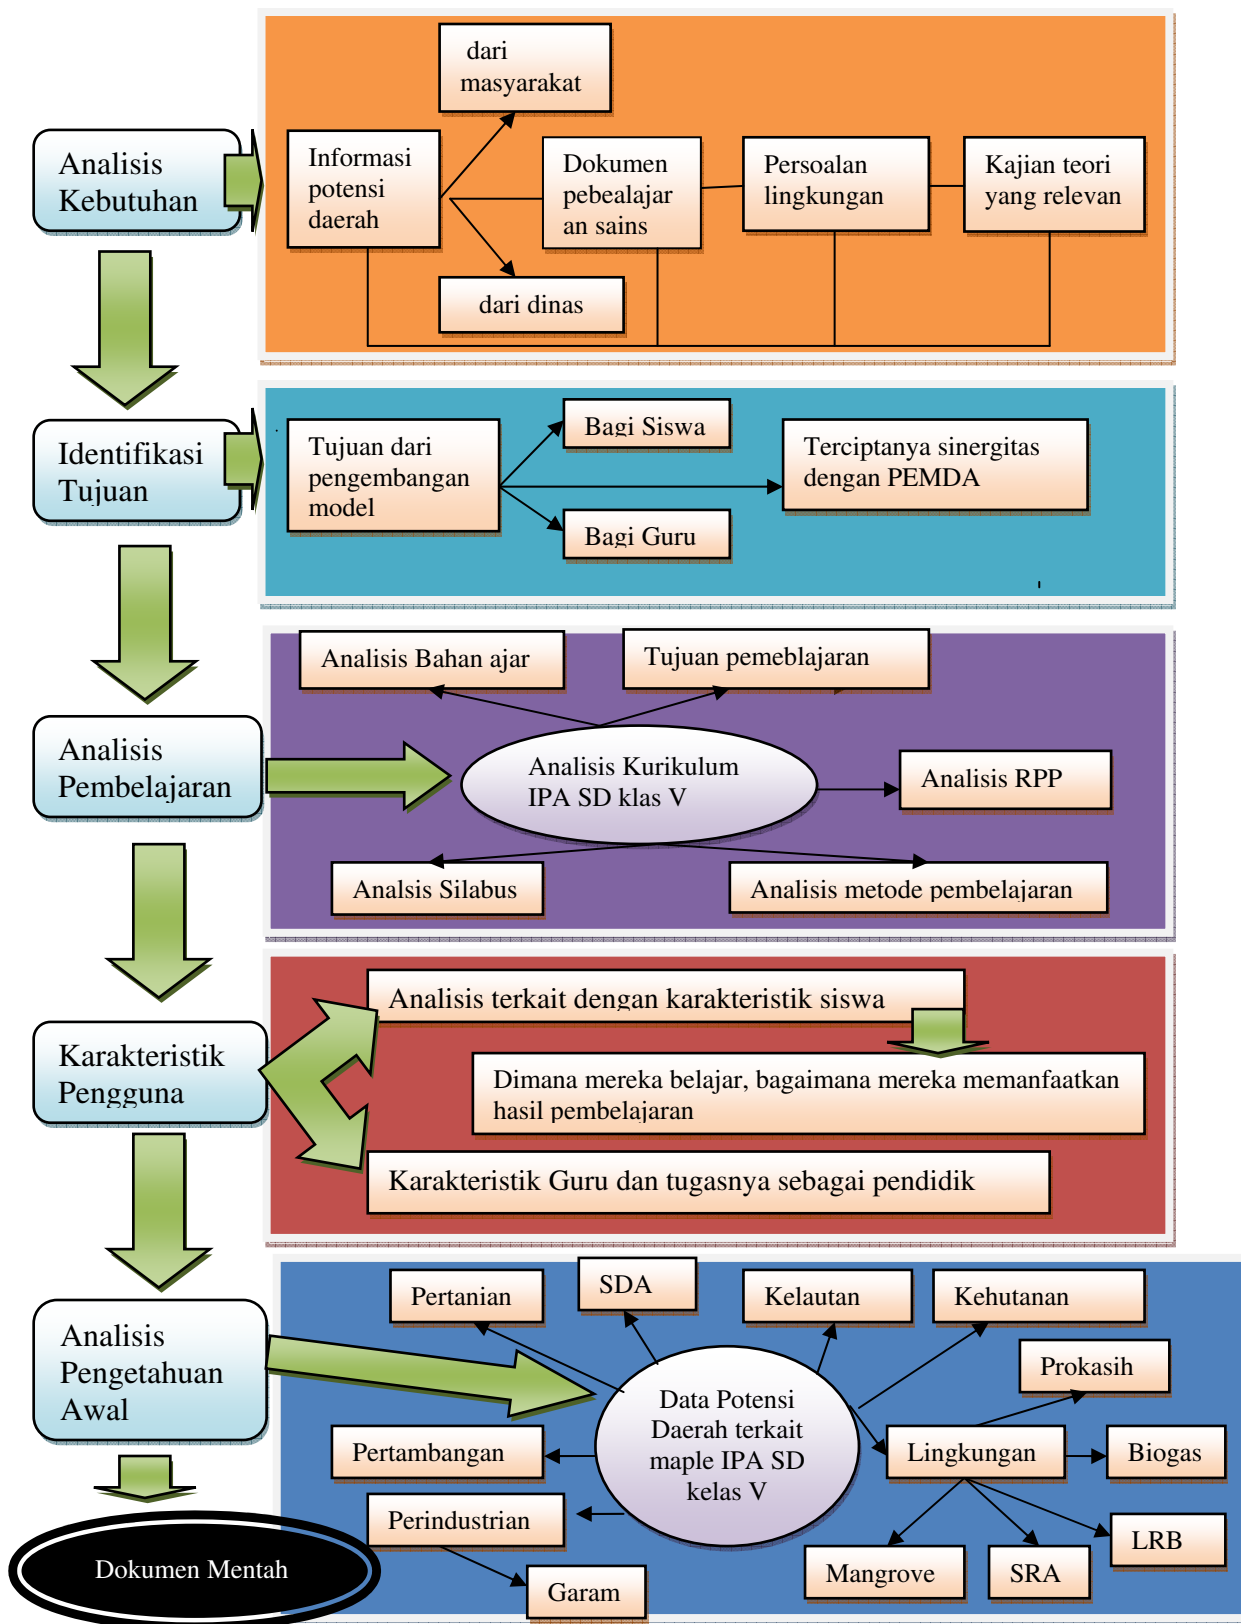 dari
masyarakat
Analisis
Kebutuhan
Informasi
potensi
daerah
Dokumen
pebealajar
an sains
Persoalan
lingkungan
Kajian teori
yang relevan
dari dinas
Identifikasi
Tujuan
Tujuan dari
pengembangan
model
Bagi Siswa
Terciptanya sinergitas
dengan PEMDA
Bagi Guru
Analisis Bahan ajar
Tujuan pemeblajaran
Analisis
Pembelajaran
Analisis Kurikulum
IPA SD klas V
Analisis RPP
Analsis Silabus
Analisis metode pembelajaran
Karakteristik
Pengguna
Analisis terkait dengan karakteristik siswa
Dimana mereka belajar, bagaimana mereka memanfaatkan
hasil pembelajaran
Karakteristik Guru dan tugasnya sebagai pendidik
Analisis
Pengetahuan
Awal
Pertanian
SDA
Kelautan
Kehutanan
Prokasih
Data Potensi
Daerah terkait
maple IPA SD
kelas V
Pertambangan
Lingkungan
Biogas
Perindustrian
LRB
Garam
Mangrove
SRA
Dokumen Mentah